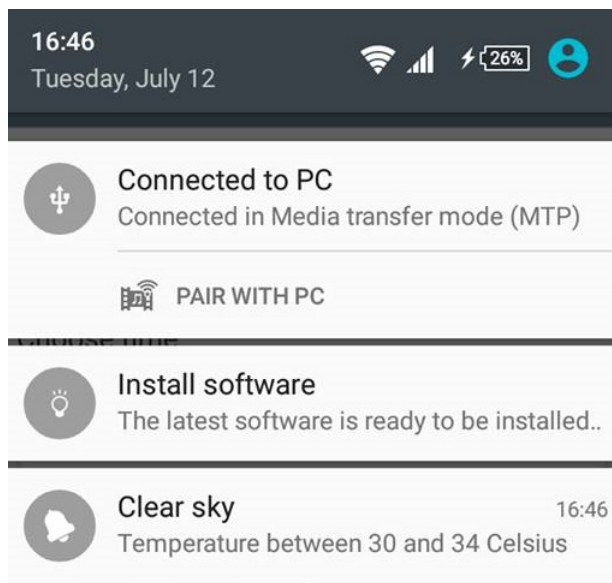 16:46
Tuesday, July 12
26%
Connected to PC
Connected in Media transfer mode (MTP)
PAIR WITH PC
Choose time
Install software
The latest software is ready to be installed..
Clear sky
16:46
Temperature between 30 and 34 Celsius